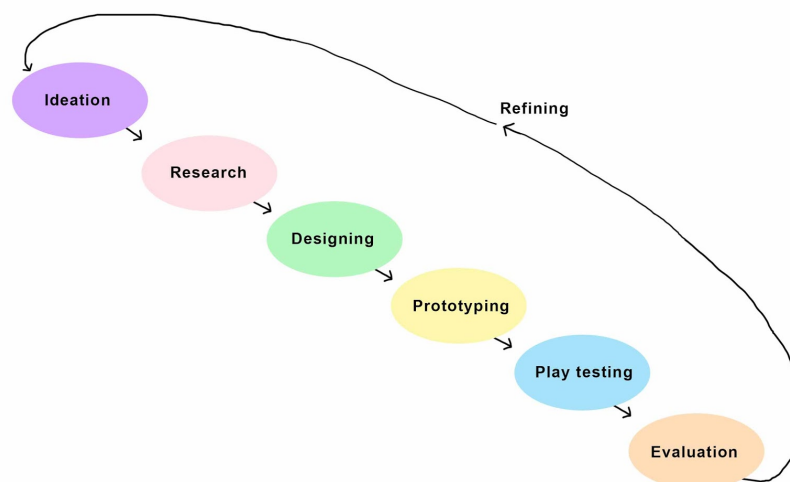 Ideation
Refining
Research
Designing
Prototyping
Play testing
Evaluation